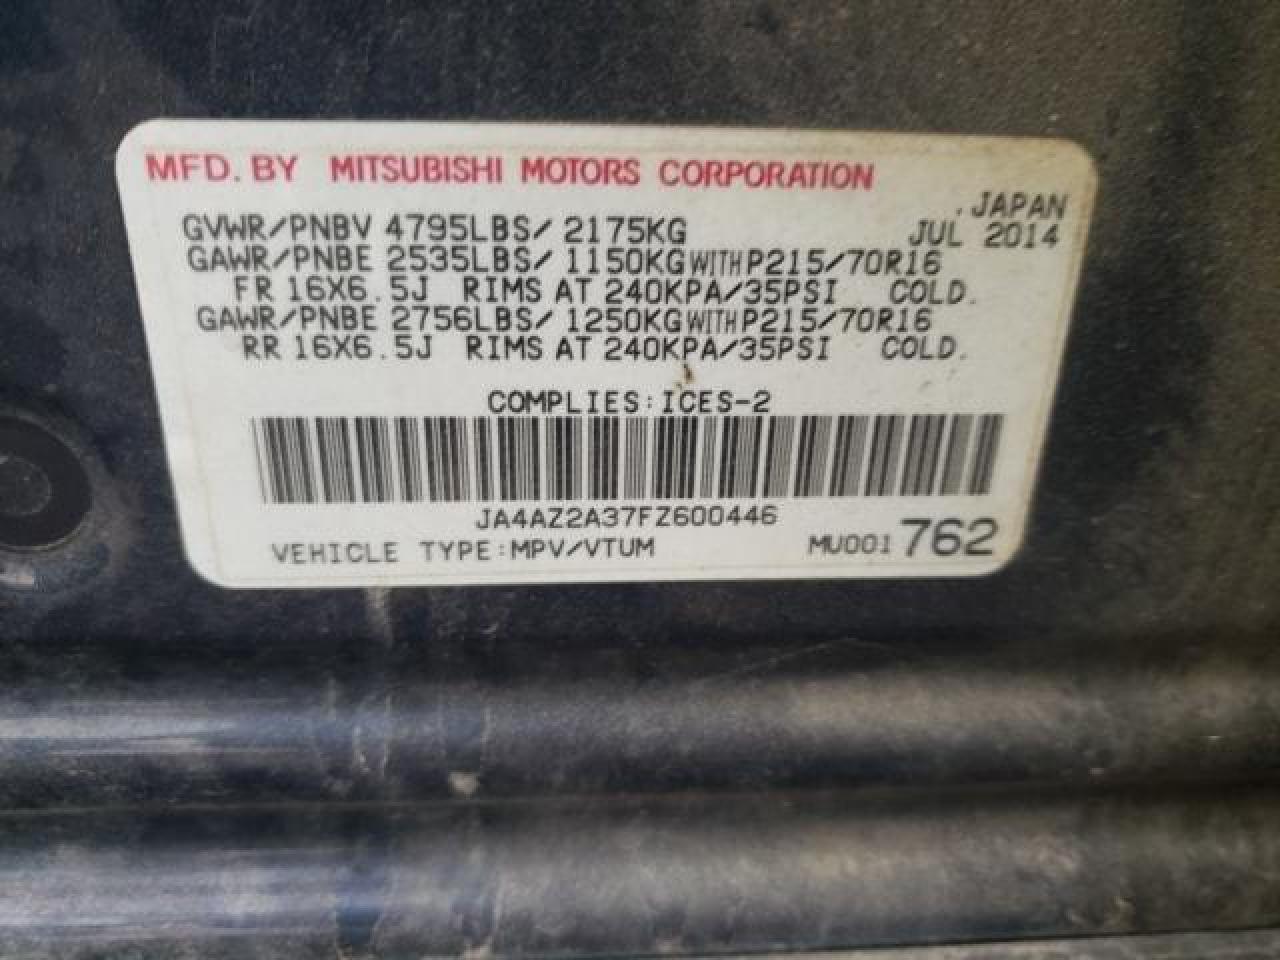 MFD. BY MITSUBISHI MOTORS CORPORATION
JAPAN
GVWR/PNBV 4795LBS/ 2175KG JUL 2014
GAWR/PNBE 2535LBS/ 1150KG WITH P215/70R16
FR 16X6.5J RIMS AT 240KPA/35PSI COLD.
GAWR/PNBE 2756LBS/ 1250KG WITH P215/70R16
RR 16X6.5J RIMS AT 240KPA/35PSI COLD.
COMPLIES:ICES-2
JA4AZ2A37FZ600446
VEHICLE TYPE:MPV/VTUM MU001 762